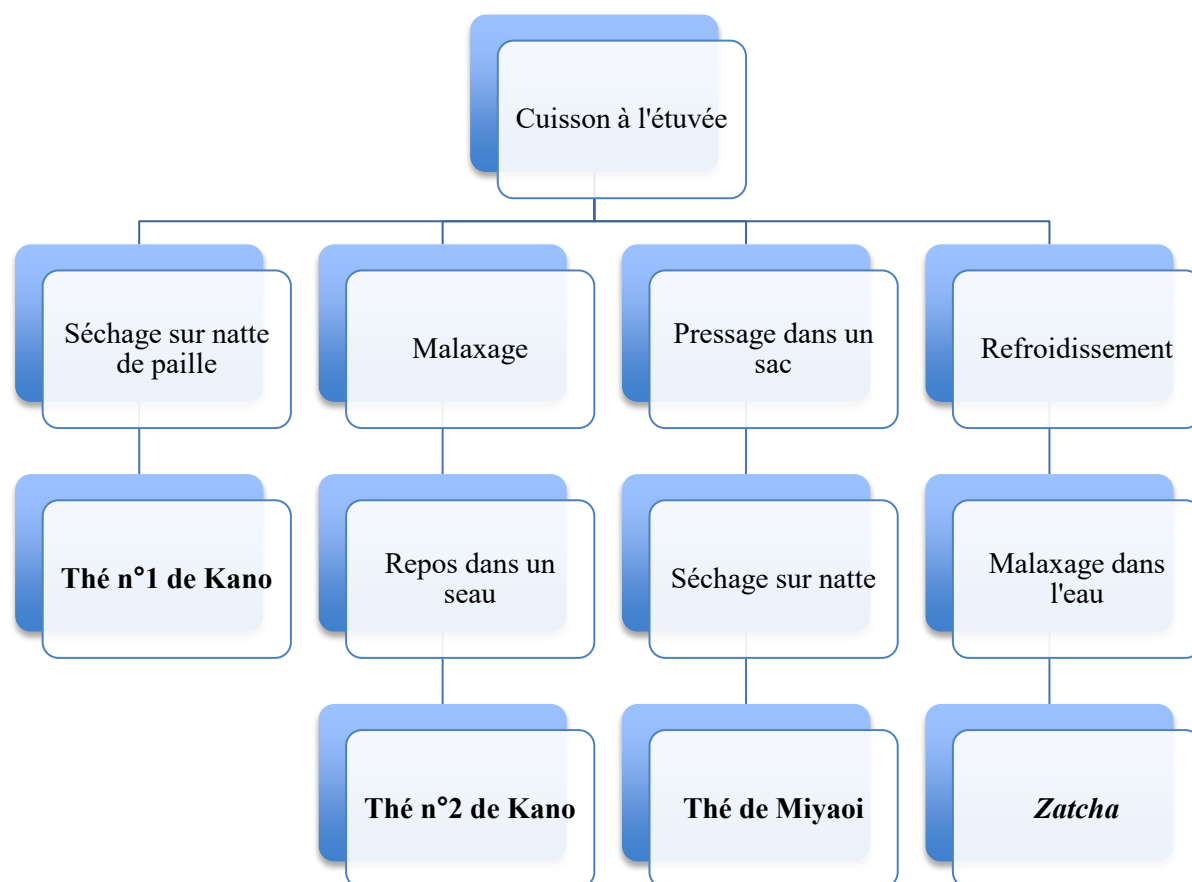 Cuisson à l'étuvée
Séchage sur natte
de paille
Malaxage
Pressage dans un
sac
Refroidissement
Thé n°1 de Kano
Repos dans un
seau
Séchage sur natte
Malaxage dans
l'eau
Thé n°2 de Kano
Thé de Miyaoi
Zatcha